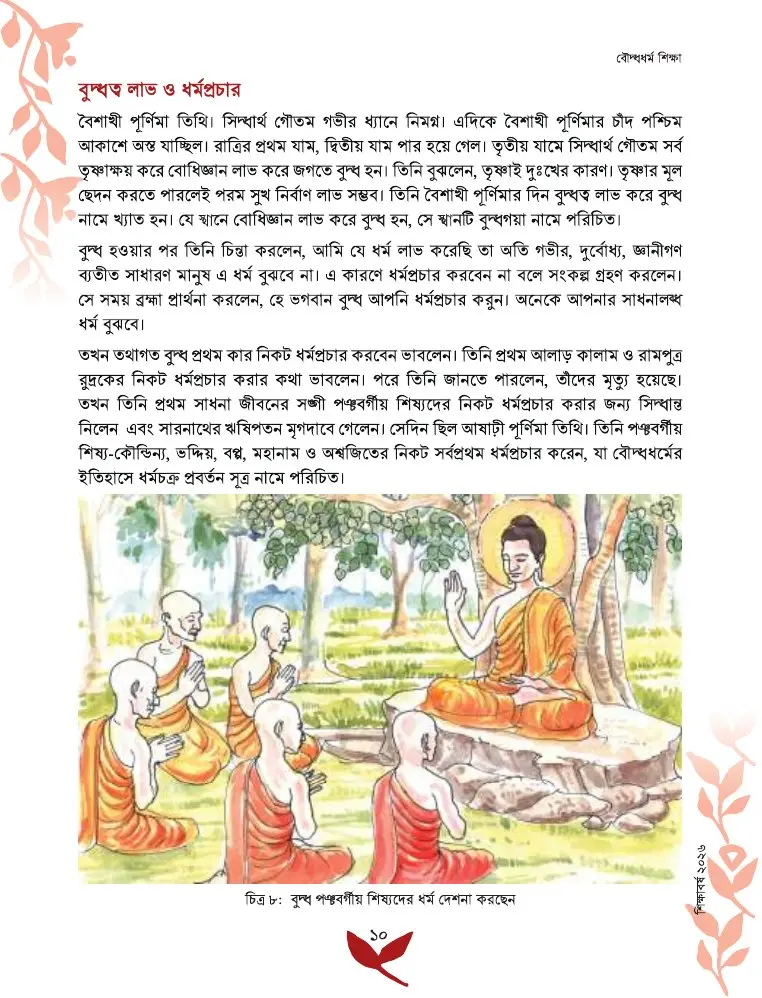 বৌদ্ধধর্ম শিক্ষা
বুদ্ধত্ব লাভ ও ধর্মপ্রচার
বৈশাখী পূর্ণিমা তিথি। সিদ্ধার্থ গৌতম গভীর ধ্যানে নিমগ্ন। এদিকে বৈশাখী পূর্ণিমার চাঁদ পশ্চিম
আকাশে অস্ত যাচ্ছিল। রাত্রির প্রথম যাম, দ্বিতীয় যাম পার হয়ে গেল। তৃতীয় যামে সিদ্ধার্থ গৌতম সর্ব
তৃষ্ণাক্ষয় করে বোধিজ্ঞান লাভ করে জগতে বুদ্ধ হন। তিনি বুঝলেন, তৃষ্ণাই দুঃখের কারণ। তৃষ্ণার মূল
ছেদন করতে পারলেই পরম সুখ নির্বাণ লাভ সম্ভব। তিনি বৈশাখী পূর্ণিমার দিন বুদ্ধত্ব লাভ করে বুদ্ধ
নামে খ্যাত হন। যে স্থানে বোধিজ্ঞান লাভ করে বুদ্ধ হন, সে স্থানটি বুদ্ধগয়া নামে পরিচিত।
বুদ্ধ হওয়ার পর তিনি চিন্তা করলেন, আমি যে ধর্ম লাভ করেছি তা অতি গভীর, দুর্বোধ্য, জ্ঞানীগণ
ব্যতীত সাধারণ মানুষ এ ধর্ম বুঝবে না। এ কারণে ধর্মপ্রচার করবেন না বলে সংকল্প গ্রহণ করলেন।
সে সময় ব্রহ্মা প্রার্থনা করলেন, হে ভগবান বুদ্ধ আপনি ধর্মপ্রচার করুন। অনেকে আপনার সাধনালব্ধ
ধর্ম বুঝবে।
তখন তথাগত বুদ্ধ প্রথম কার নিকট ধর্মপ্রচার করবেন ভাবলেন। তিনি প্রথম আলাড় কালাম ও রামপুত্র
রুদ্রকের নিকট ধর্মপ্রচার করার কথা ভাবলেন। পরে তিনি জানতে পারলেন, তাঁদের মৃত্যু হয়েছে।
তখন তিনি প্রথম সাধনা জীবনের সঙ্গী পঞ্চবর্গীয় শিষ্যদের নিকট ধর্মপ্রচার করার জন্য সিদ্ধান্ত
নিলেন এবং সারনাথের ঋষিপতন মৃগদাবে গেলেন। সেদিন ছিল আষাঢ়ী পূর্ণিমা তিথি। তিনি পঞ্চবর্গীয়
শিষ্য-কৌন্ডিন্য, ভদ্দিয়, বপ্প, মহানাম ও অশ্বজিতের নিকট সর্বপ্রথম ধর্মপ্রচার করেন, যা বৌদ্ধধর্মের
ইতিহাসে ধর্মচক্র প্রবর্তন সূত্র নামে পরিচিত।
চিত্র ৮: বুদ্ধ পঞ্চবর্গীয় শিষ্যদের ধর্ম দেশনা করছেন
১০
শিক্ষাবর্ষ ২০২৬